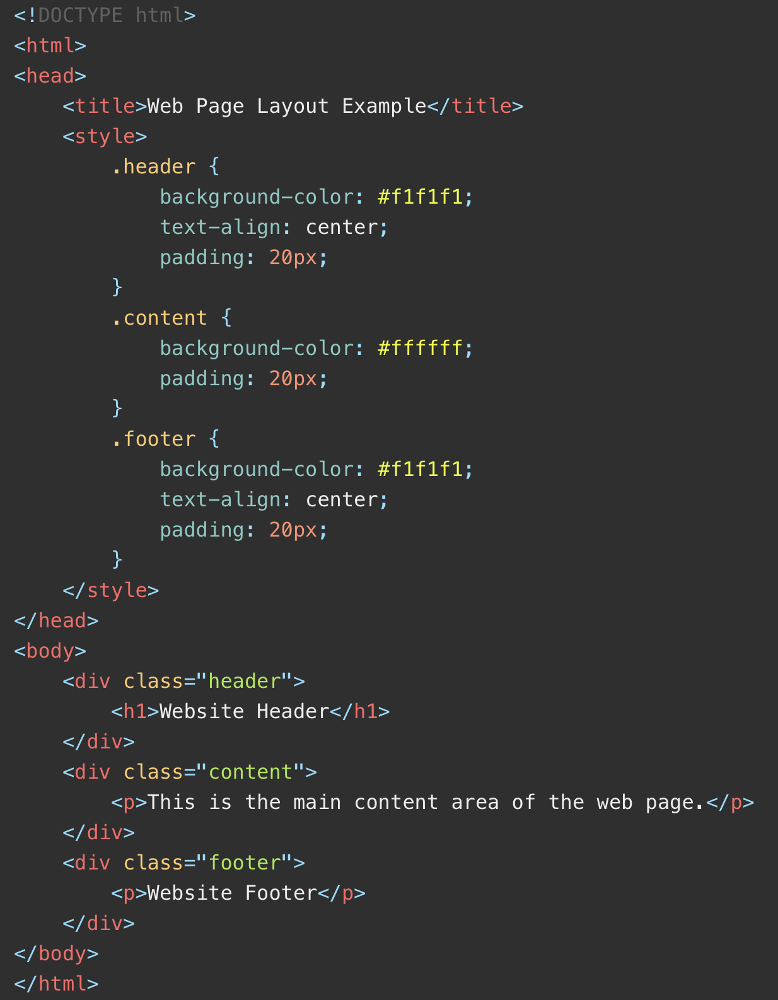 <!DOCTYPE html>
<html>
<head>
    <title>Web Page Layout Example</title>
    <style>
        .header {
            background-color: #f1f1f1;
            text-align: center;
            padding: 20px;
        }
        .content {
            background-color: #ffffff;
            padding: 20px;
        }
        .footer {
            background-color: #f1f1f1;
            text-align: center;
            padding: 20px;
        }
    </style>
</head>
<body>
    <div class="header">
        <h1>Website Header</h1>
    </div>
    <div class="content">
        <p>This is the main content area of the web page.</p>
    </div>
    <div class="footer">
        <p>Website Footer</p>
    </div>
</body>
</html>